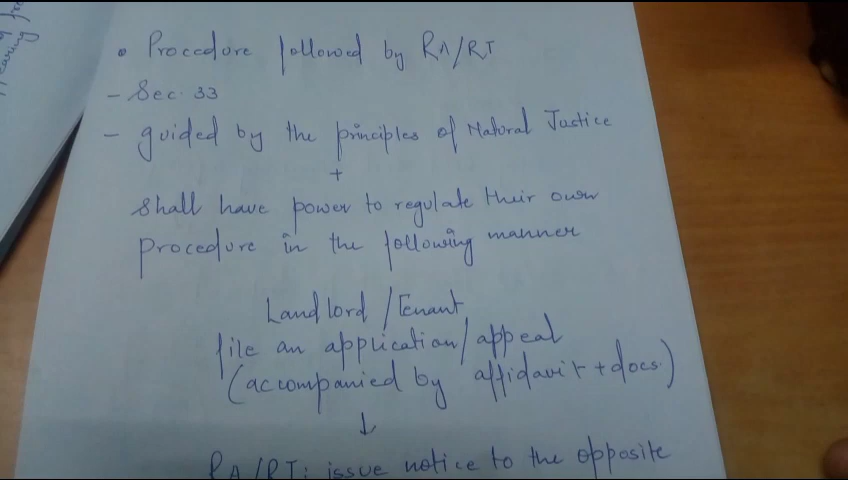 • Procedure followed by RA/RT
- Sec. 33
- guided by the principles of Natural Justice
+
shall have power to regulate their own
procedure in the following manner
Landlord / Tenant
file an application/appeal
(accompanied by affidavit + docs.)
↓
RA/RT: issue notice to the opposite
earing